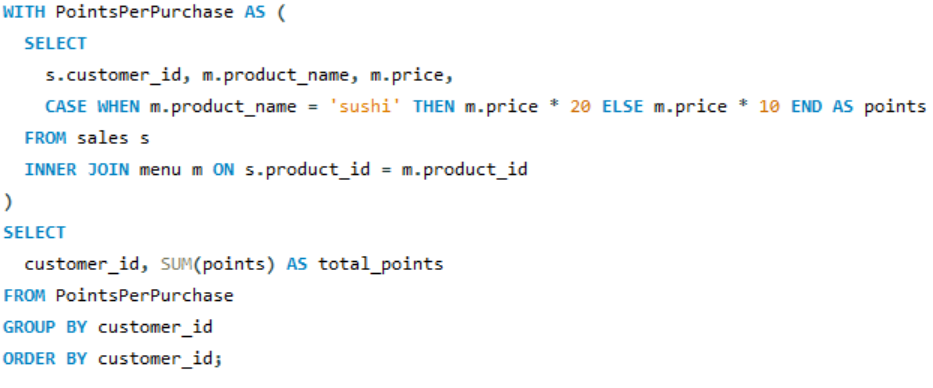 WITH PointsPerPurchase AS (
SELECT
s.customer_id, m.product_name, m.price,
CASE WHEN m.product_name = 'sushi' THEN m.price * 20 ELSE m.price * 10 END AS points
FROM sales s
INNER JOIN menu m ON s.product_id = m.product_id
)
SELECT
customer_id, SUM(points) AS total_points
FROM PointsPerPurchase
GROUP BY customer_id
ORDER BY customer_id;